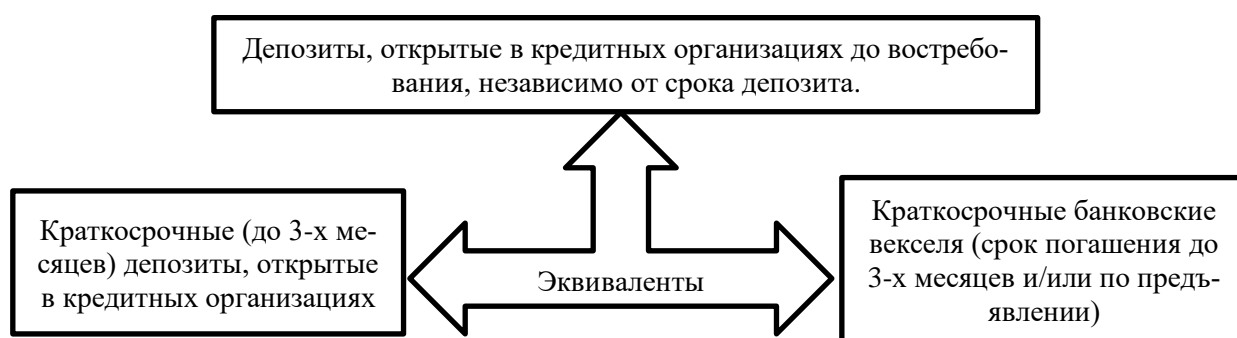 Депозиты, открытые в кредитных организациях до востребо-
вания, независимо от срока депозита.
Краткосрочные (до 3-х ме-
сяцев) депозиты, открытые
в кредитных организациях
Эквиваленты
Краткосрочные банковские
векселя (срок погашения до
3-х месяцев и/или по предъ-
явлении)